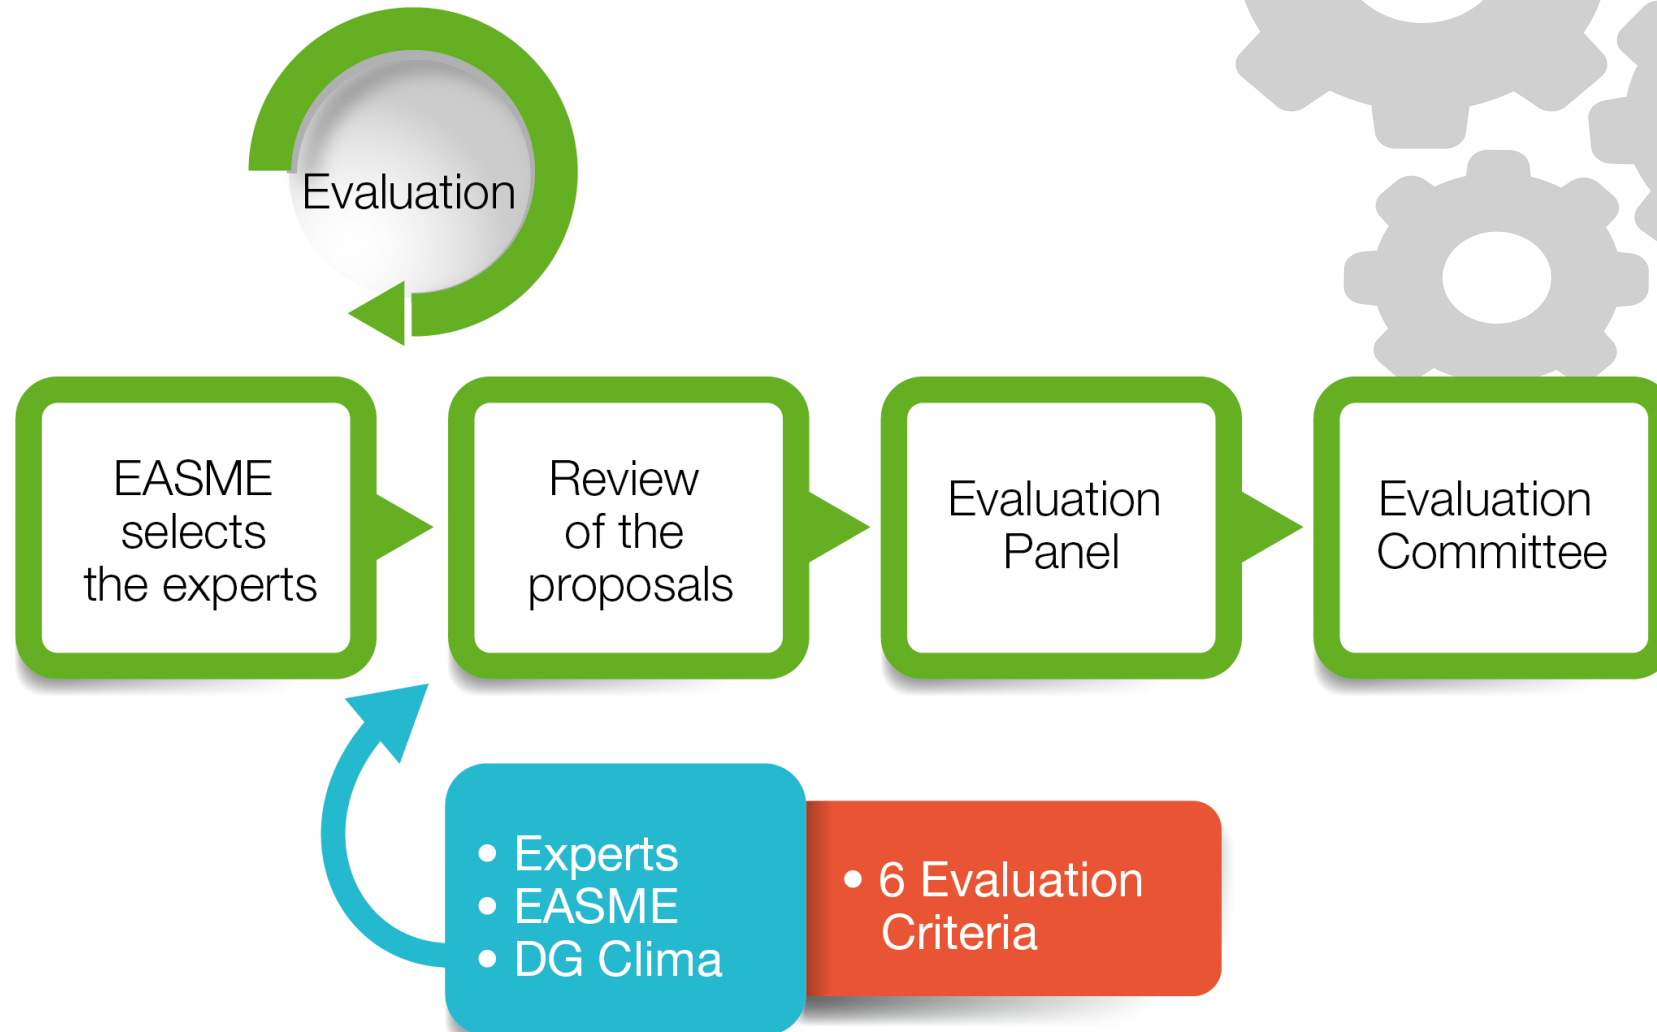 Evaluation
EASME
selects
the experts
Review
of the
proposals
Evaluation
Panel
Evaluation
Committee
• Experts
• EASME
• DG Clima
• 6 Evaluation
Criteria